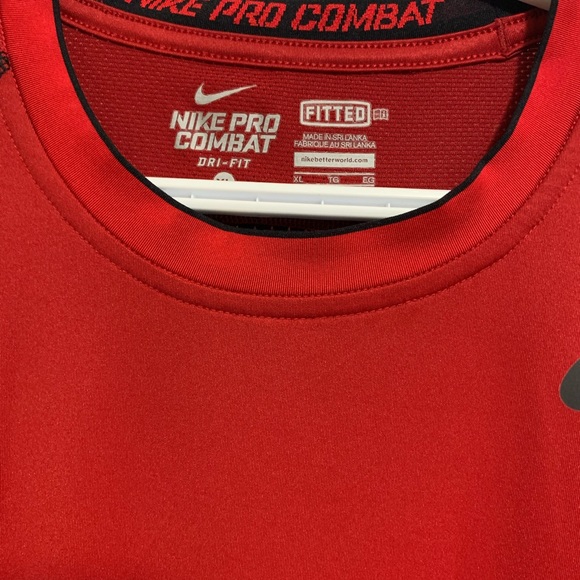 NIKE PRO COMBAT
NIKE PRO
COMBAT
DRI-FIT
FITTED
MADE IN SRI LANKA
FABRIQUE AU SRI LANKA
nikebetterworld.com
XL TG EG